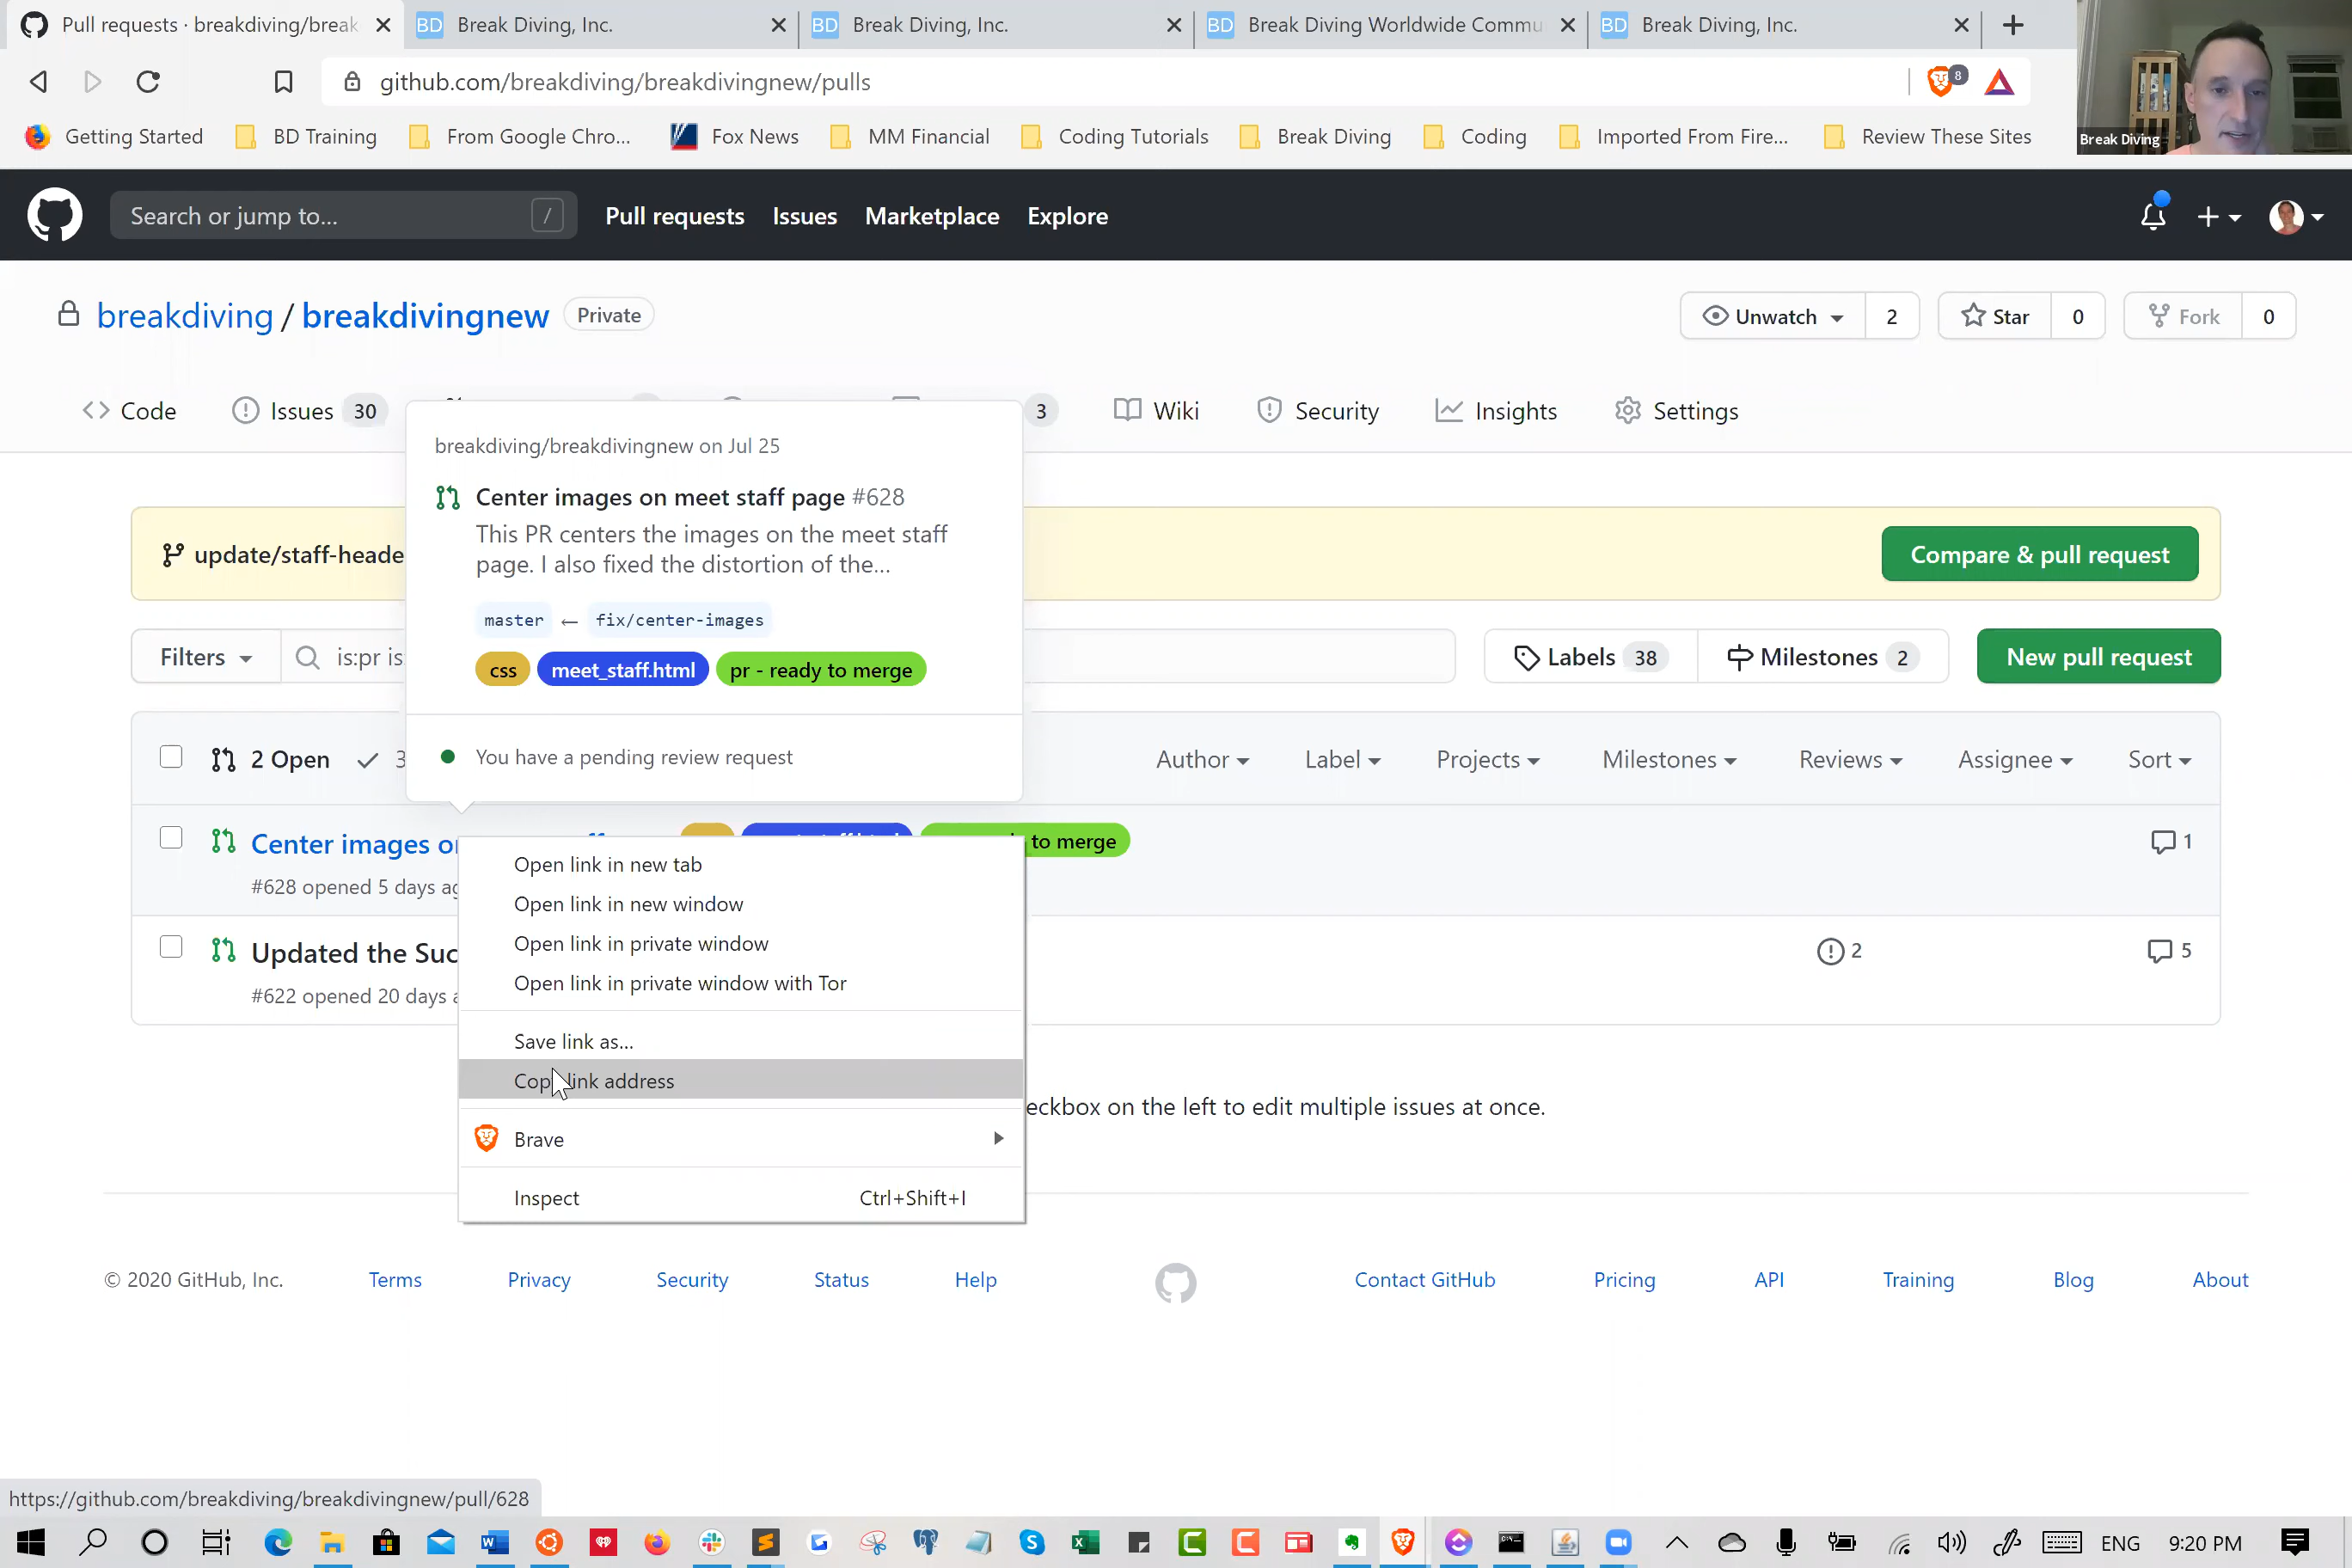 Pull requests · breakdiving/break
BD Break Diving, Inc.
BD Break Diving, Inc.
BD Break Diving Worldwide Commu
BD Break Diving, Inc.
github.com/breakdiving/breakdivingnew/pulls
8
Getting Started
BD Training
From Google Chro...
Fox News
MM Financial
Coding Tutorials
Break Diving
Coding
Imported From Fire...
Review These Sites
Break Diving
Search or jump to...
/
Pull requests
Issues
Marketplace
Explore
breakdiving / breakdivingnew
Private
Unwatch 2
Star 0
Fork 0
Code
Issues 30
3
Wiki
Security
Insights
Settings
breakdiving/breakdivingnew on Jul 25
Center images on meet staff page #628
This PR centers the images on the meet staff
page. I also fixed the distortion of the...
master ← fix/center-images
css meet_staff.html pr - ready to merge
You have a pending review request
update/staff-heade
Compare & pull request
Filters
is:pr is
Labels 38
Milestones 2
New pull request
2 Open
3
Author
Label
Projects
Milestones
Reviews
Assignee
Sort
Center images o
to merge
1
#628 opened 5 days ag
Updated the Suc
2
5
#622 opened 20 days a
Open link in new tab
Open link in new window
Open link in private window
Open link in private window with Tor
Save link as...
Copy link address
Brave
Inspect Ctrl+Shift+I
eckbox on the left to edit multiple issues at once.
© 2020 GitHub, Inc.
Terms
Privacy
Security
Status
Help
Contact GitHub
Pricing
API
Training
Blog
About
https://github.com/breakdiving/breakdivingnew/pull/628
ENG
9:20 PM